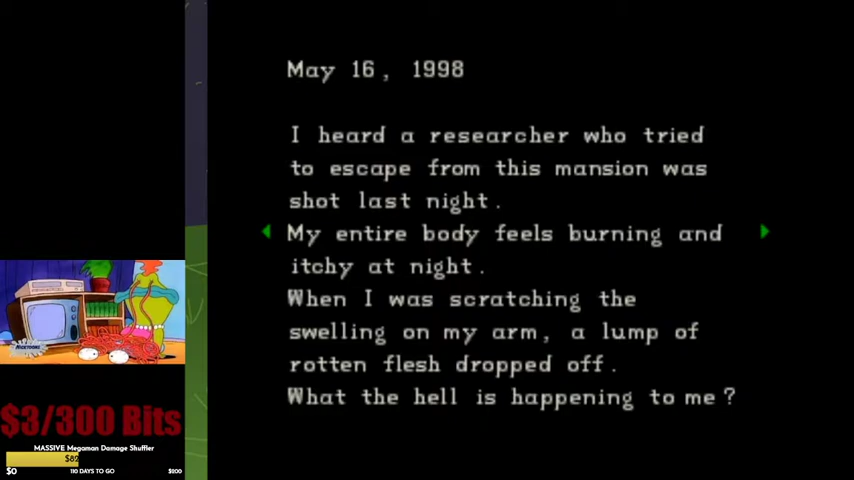 May 16, 1998
I heard a researcher who tried
to escape from this mansion was
shot last night.
My entire body feels burning and
itchy at night.
When I was scratching the
swelling on my arm, a lump of
rotten flesh dropped off.
What the hell is happening to me?
$3/300 Bits
MASSIVE Megaman Damage Shuffler
$82
$0
110 DAYS TO GO
$200